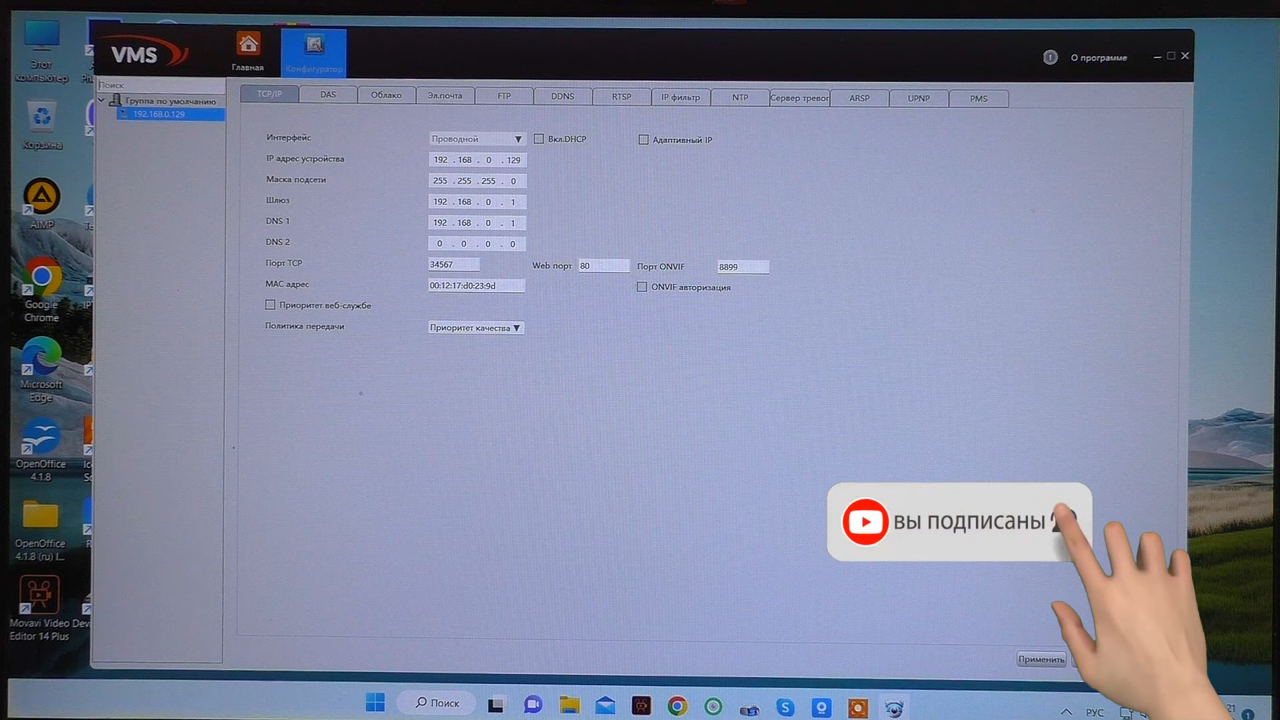 Этот
компьютер
Корзина
AIMP
Google
Chrome
Microsoft
Edge
OpenOffice
4.1.8
OpenOffice
4.1.8 (ru) I...
Movavi Video
Editor 14 Plus
VMS
Главная
Конфигуратор
О программе
Поиск
Группа по умолчанию
192.168.0.129
TCP/IP
DAS
Облако
Эл.почта
FTP
DDNS
RTSP
IP фильтр
NTP
Сервер тревог
ARSP
UPNP
PMS
Интерфейс
Проводной
Вкл.DHCP
Адаптивный IP
IP адрес устройства
192 . 168 . 0 . 129
Маска подсети
255 . 255 . 255 . 0
Шлюз
192 . 168 . 0 . 1
DNS 1
192 . 168 . 0 . 1
DNS 2
0 . 0 . 0 . 0
Порт TCP
34567
Web порт
80
Порт ONVIF
8899
MAC адрес
00:12:17:d0:23:9d
ONVIF авторизация
Приоритет веб-службе
Политика передачи
Приоритет качества
вы подписаны
Применить
Поиск
РУС